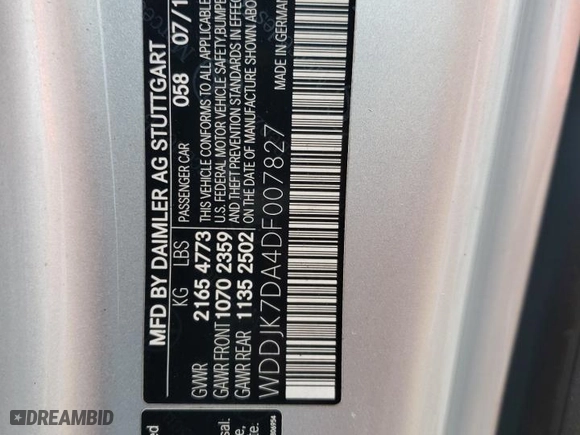 MFD BY DAIMLER AG STUTTGART
058 07/1
KG LBS PASSENGER CAR
GVWR 2165 4773
GAWR FRONT 1070 2359
GAWR REAR 1135 2502
THIS VEHICLE CONFORMS TO ALL APPLICABLE
U.S. FEDERAL MOTOR VEHICLE SAFETY, BUMPE
AND THEFT PREVENTION STANDARDS IN EFFEC
ON THE DATE OF MANUFACTURE SHOWN ABO
WDDJK7DA4DF007827 MADE IN GERMAN
DREAMBID